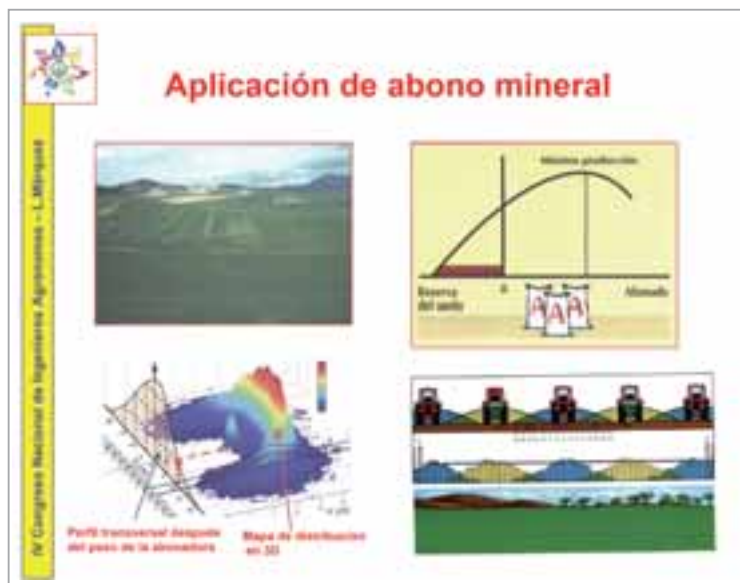 Aplicación de abono mineral
IV Congreso Nacional de Ingenieros Agrónomos - L.Márquez
Máxima producción
Reserva
del suelo
0
Abonado
A A A
Perfil transversal después
del paso de la abonadora
Mapa de distribución
en 3D